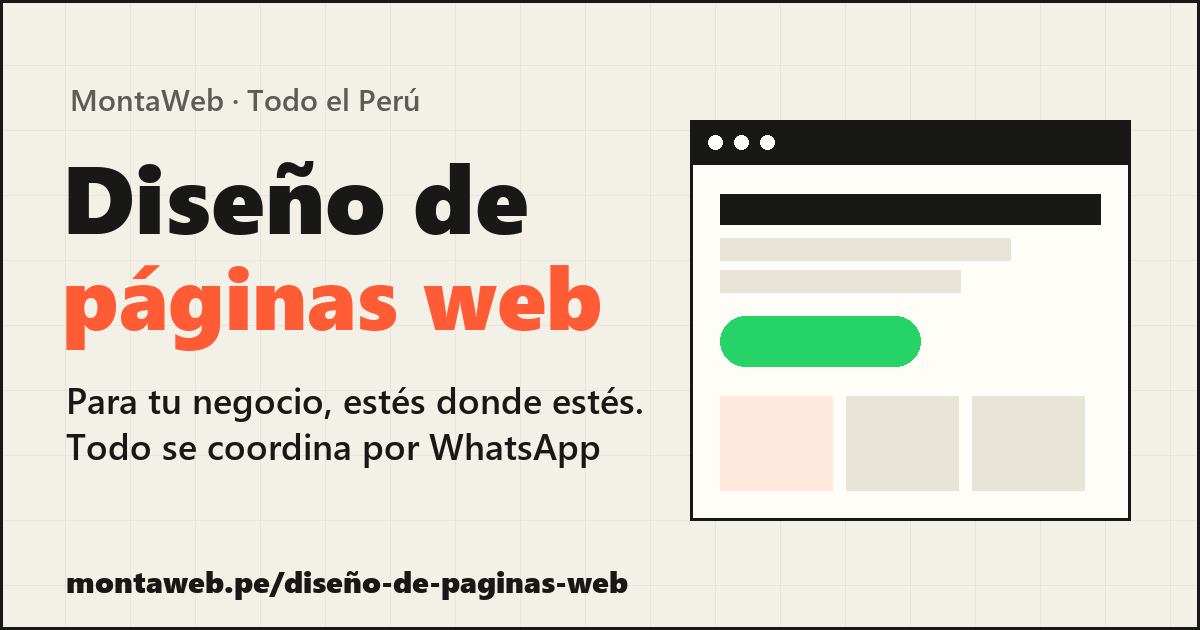 MontaWeb · Todo el Perú
Diseño de
páginas web
Para tu negocio, estés donde estés.
Todo se coordina por WhatsApp
montaweb.pe/diseño-de-paginas-web